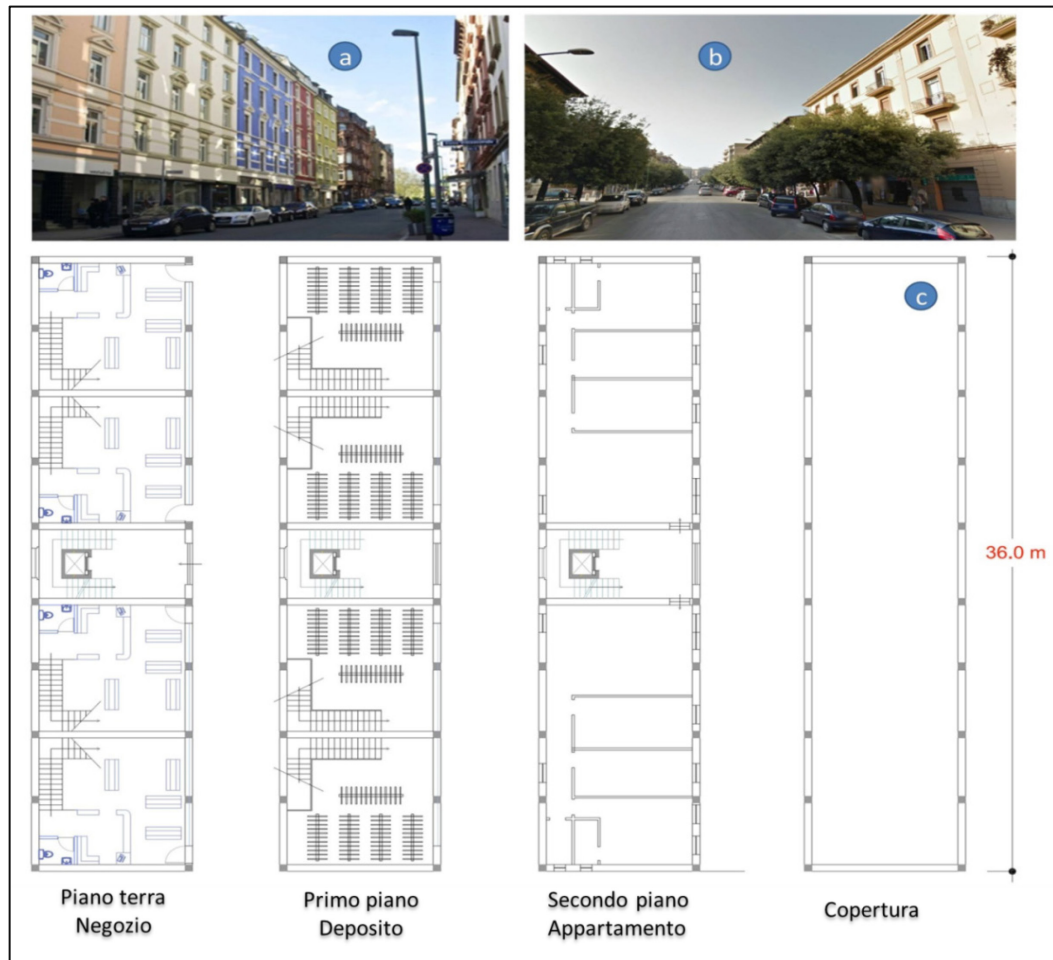 a
b
c
36.0 m
Piano terra
Negozio
Primo piano
Deposito
Secondo piano
Appartamento
Copertura